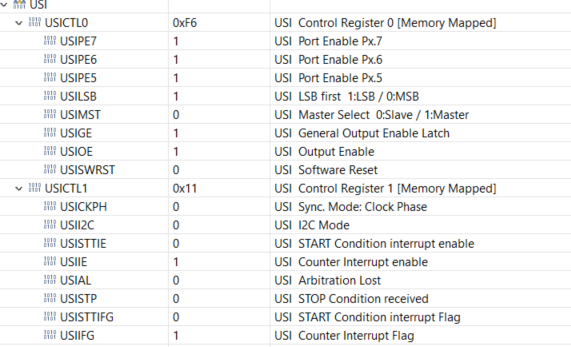 USI
USICTL0 0xF6 USI Control Register 0 [Memory Mapped]
USIPE7 1 USI Port Enable Px.7
USIPE6 1 USI Port Enable Px.6
USIPE5 1 USI Port Enable Px.5
USILSB 1 USI LSB first 1:LSB / 0:MSB
USIMST 0 USI Master Select 0:Slave / 1:Master
USIGE 1 USI General Output Enable Latch
USIOE 1 USI Output Enable
USISWRST 0 USI Software Reset
USICTL1 0x11 USI Control Register 1 [Memory Mapped]
USICKPH 0 USI Sync. Mode: Clock Phase
USII2C 0 USI I2C Mode
USISTTIE 0 USI START Condition interrupt enable
USIIE 1 USI Counter Interrupt enable
USIAL 0 USI Arbitration Lost
USISTP 0 USI STOP Condition received
USISTTIFG 0 USI START Condition interrupt Flag
USIIFG 1 USI Counter Interrupt Flag